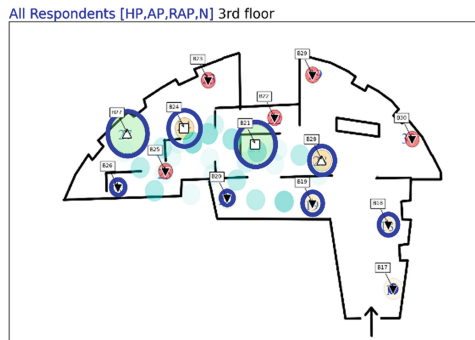 All Respondents [HP,AP,RAP,N] 3rd floor
B29
B23
B22
B24
B30
B21
B28
B25
B26
B20
B19
B18
B17